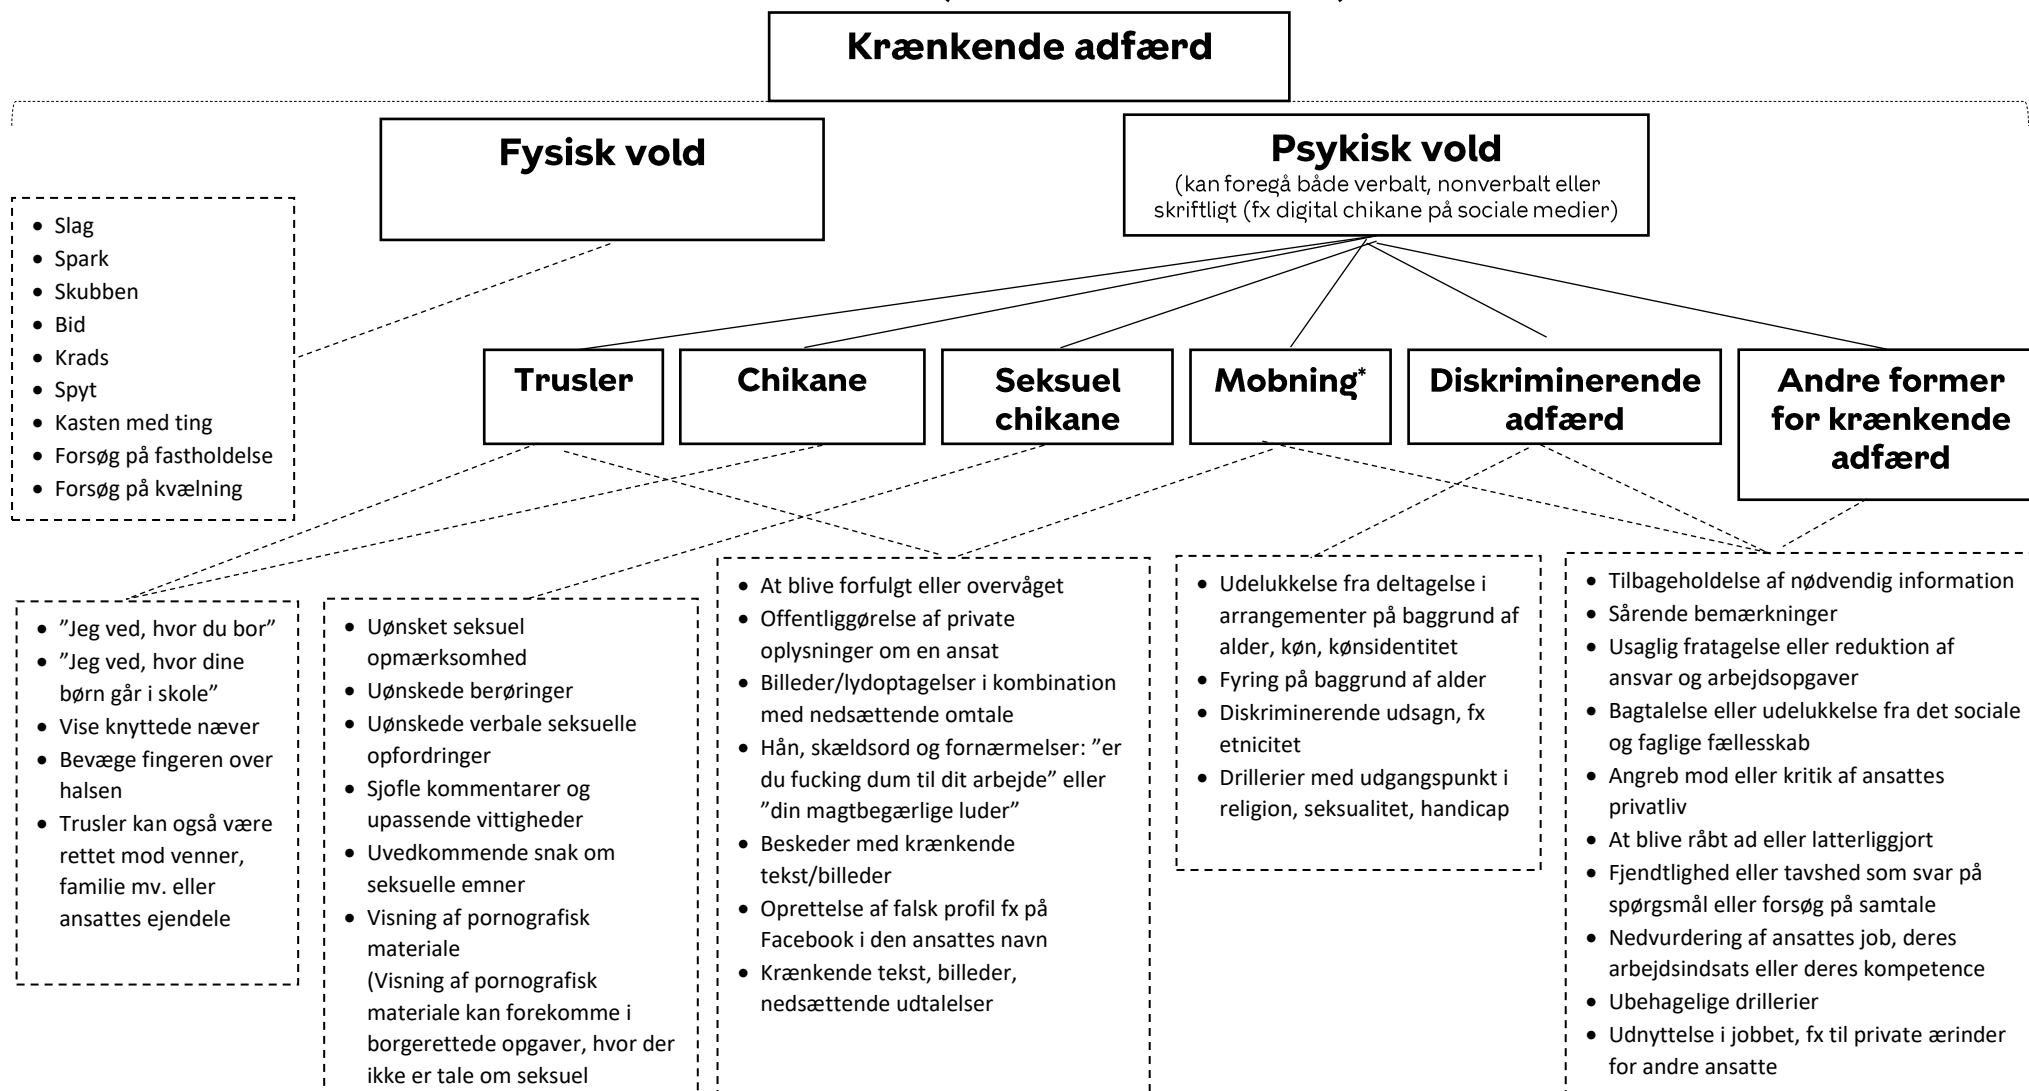 Krænkende adfærd
Fysisk vold
Psykisk vold
(kan foregå både verbalt, nonverbalt eller
skriftligt (fx digital chikane på sociale medier)
• Slag
• Spark
• Skubben
• Bid
• Krads
• Spyt
• Kasten med ting
• Forsøg på fastholdelse
• Forsøg på kvælning
Trusler
Chikane
Seksuel
chikane
Mobning*
Diskriminerende
adfærd
Andre former
for krænkende
adfærd
• ”Jeg ved, hvor du bor”
• ”Jeg ved, hvor dine
børn går i skole”
• Vise knyttede næver
• Bevæge fingeren over
halsen
• Trusler kan også være
rettet mod venner,
familie mv. eller
ansattes ejendele
• Uønsket seksuel
opmærksomhed
• Uønskede berøringer
• Uønskede verbale seksuelle
opfordringer
• Sjofle kommentarer og
upassende vittigheder
• Uvedkommende snak om
seksuelle emner
• Visning af pornografisk
materiale
(Visning af pornografisk
materiale kan forekomme i
borgerettede opgaver, hvor der
ikke er tale om seksuel
• At blive forfulgt eller overvåget
• Offentliggørelse af private
oplysninger om en ansat
• Billeder/lydoptagelser i kombination
med nedsættende omtale
• Hån, skældsord og fornærmelser: ”er
du fucking dum til dit arbejde” eller
”din magtbegærlige luder”
• Beskeder med krænkende
tekst/billeder
• Oprettelse af falsk profil fx på
Facebook i den ansattes navn
• Krænkende tekst, billeder,
nedsættende udtalelser
• Udelukkelse fra deltagelse i
arrangementer på baggrund af
alder, køn, kønsidentitet
• Fyring på baggrund af alder
• Diskriminerende udsagn, fx
etnicitet
• Drillerier med udgangspunkt i
religion, seksualitet, handicap
• Tilbageholdelse af nødvendig information
• Sårende bemærkninger
• Usaglig fratagelse eller reduktion af
ansvar og arbejdsopgaver
• Bagtalelse eller udelukkelse fra det sociale
og faglige fællesskab
• Angreb mod eller kritik af ansattes
privatliv
• At blive råbt ad eller latterliggjort
• Fjendtlighed eller tavshed som svar på
spørgsmål eller forsøg på samtale
• Nedvurdering af ansattes job, deres
arbejdsindsats eller deres kompetence
• Ubehagelige drillerier
• Udnyttelse i jobbet, fx til private ærinder
for andre ansatte